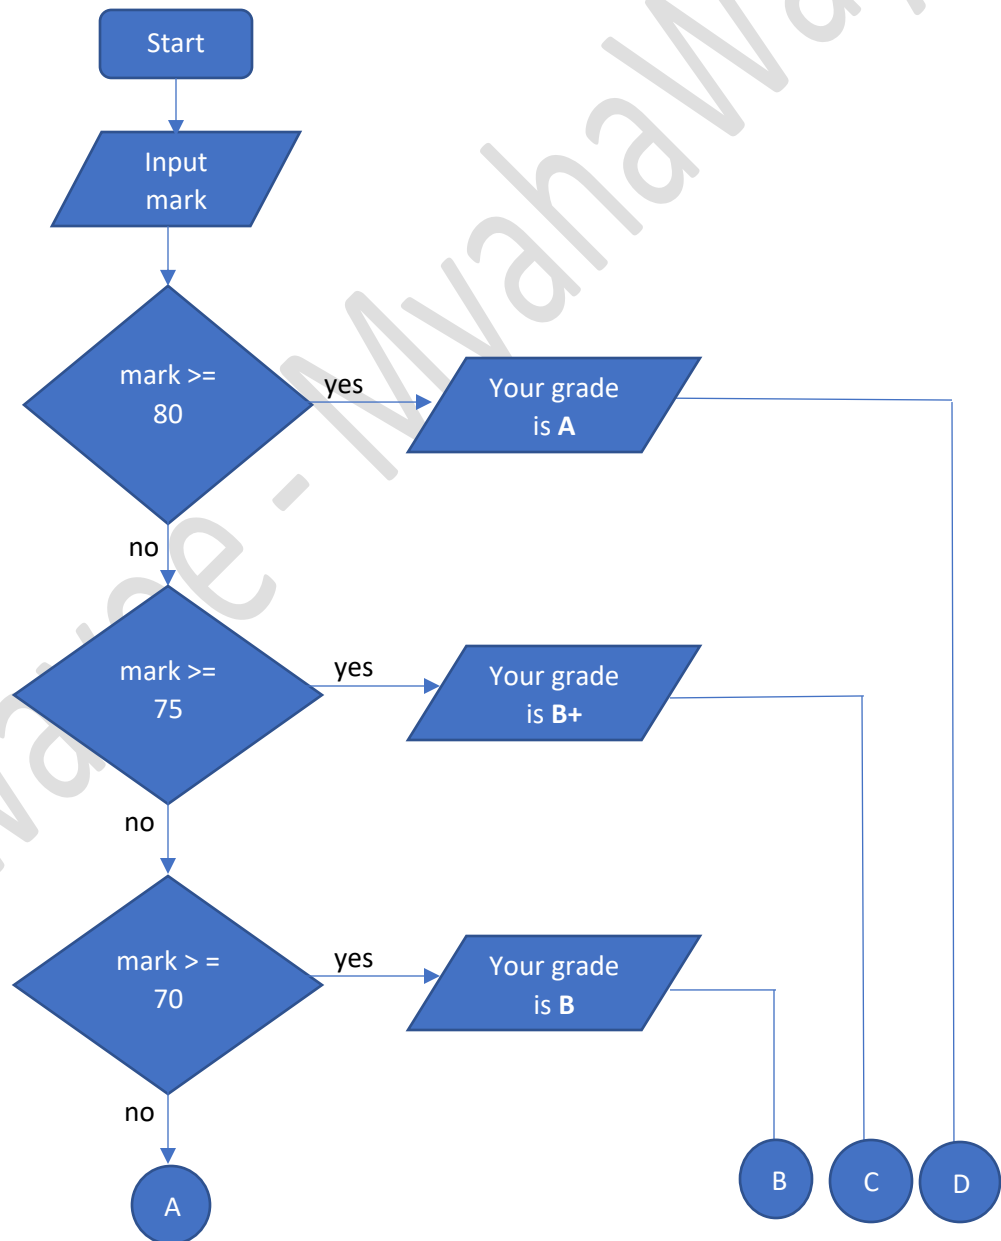 Start
Input
mark
mark >=
80
yes
Your grade
is A
no
mark >=
75
yes
Your grade
is B+
no
mark > =
70
yes
Your grade
is B
no
A
B
C
D